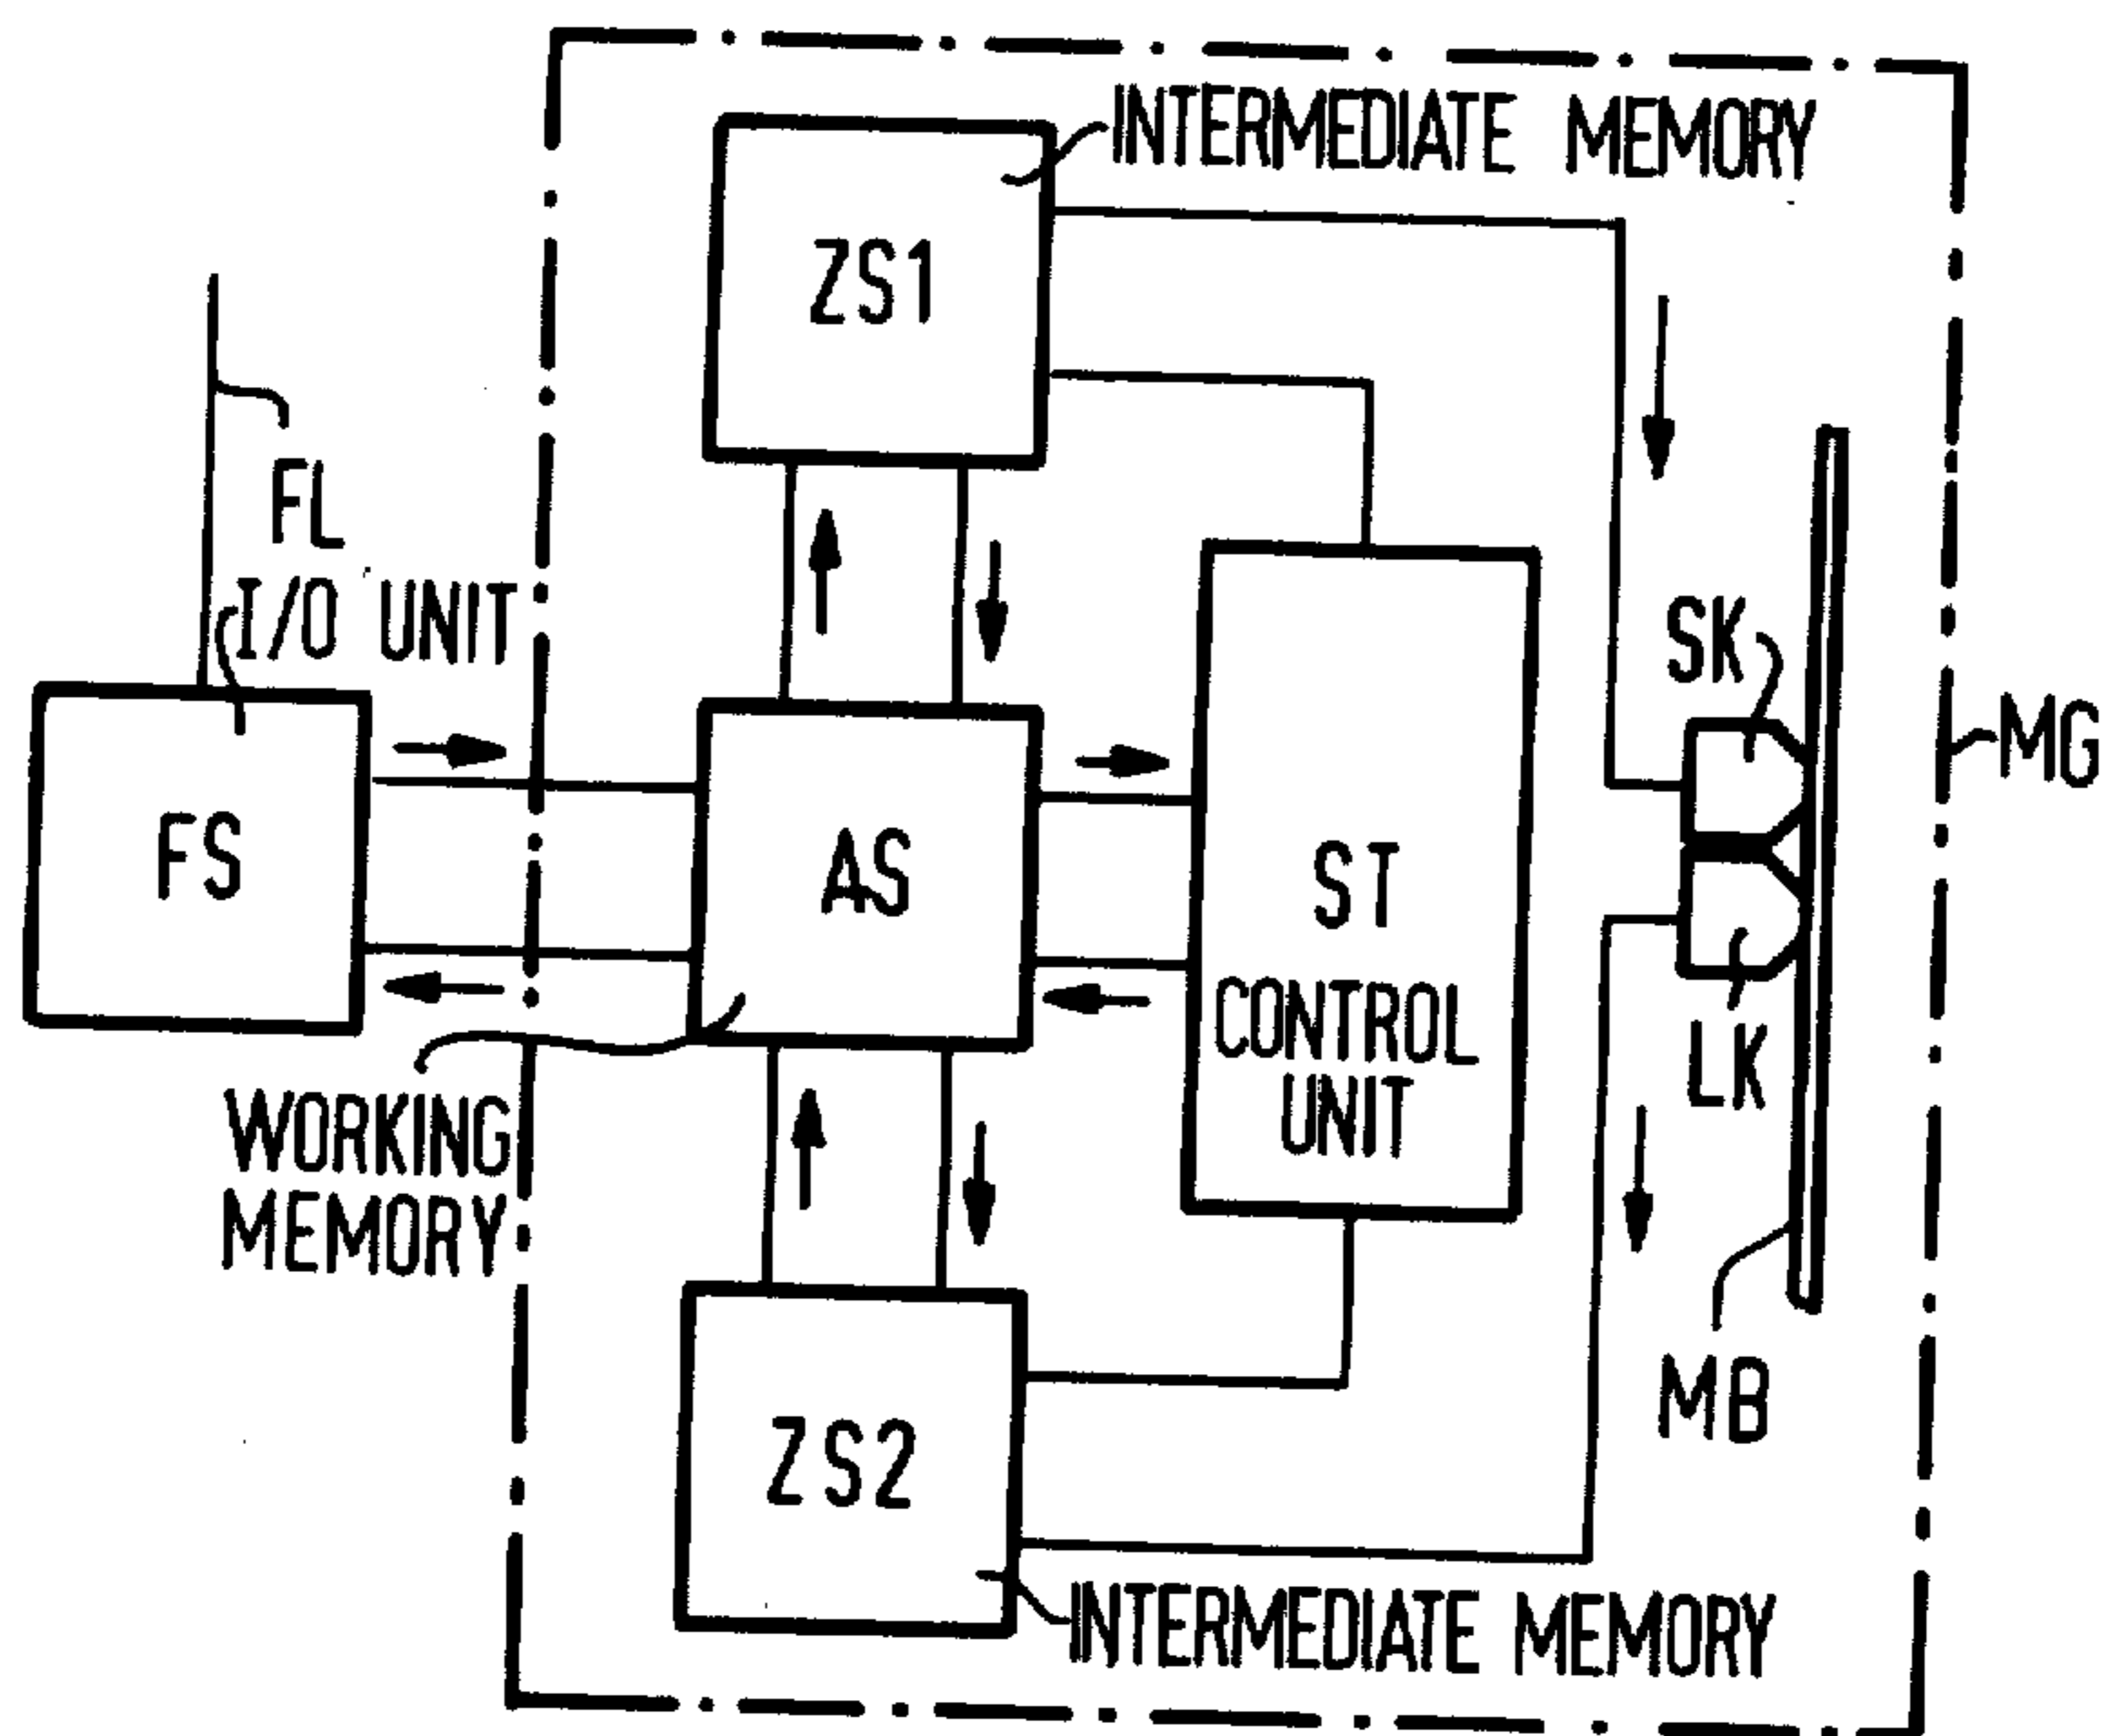 INTERMEDIATE MEMORY
ZS1
FL
I/O UNIT
SK
MG
FS
AS
ST
CONTROL
UNIT
LK
WORKING
MEMORY
MB
ZS2
INTERMEDIATE MEMORY